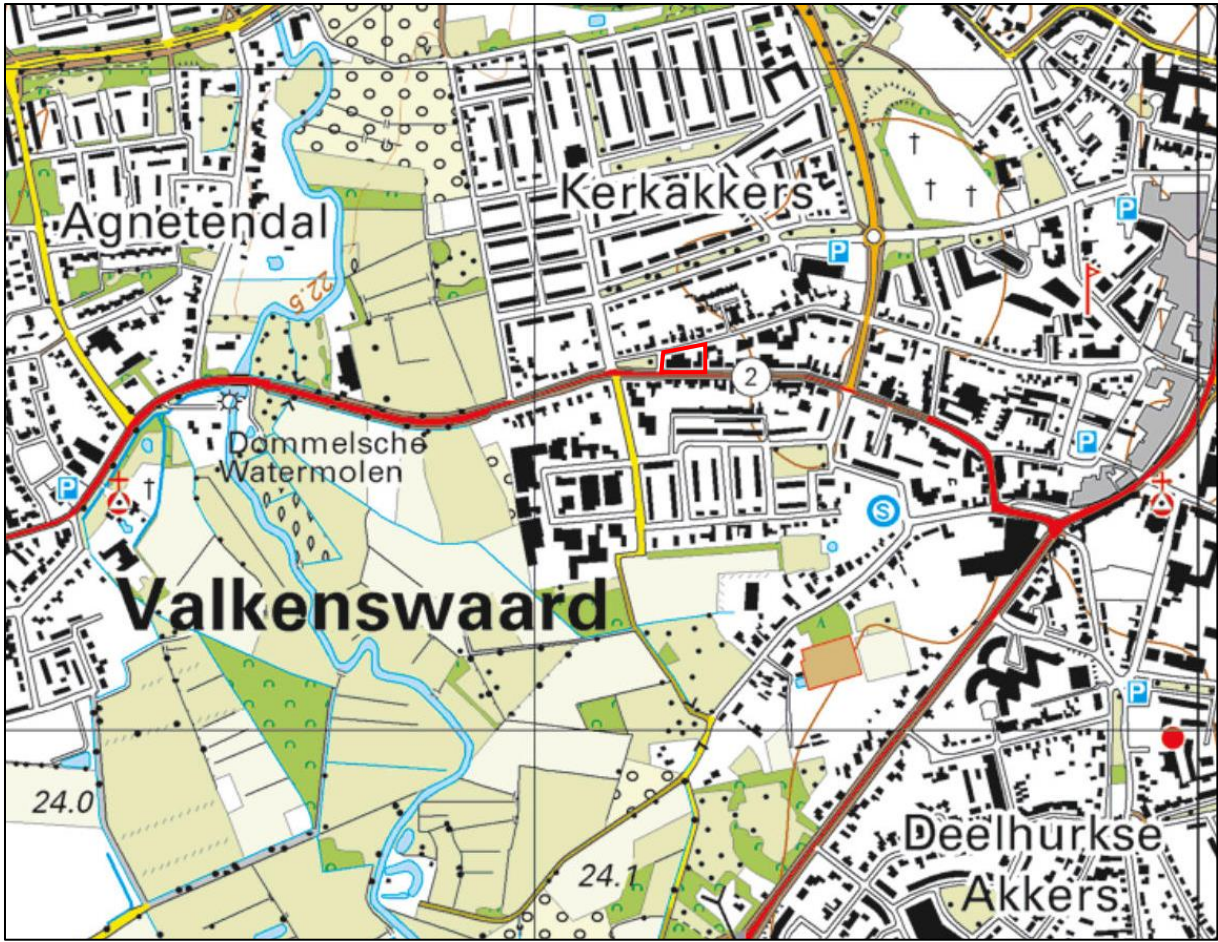 Kerkakkers
P
Agnetendal
P
22.5
2
Dommelsche
Watermolen
P
P
S
Valkenswaard
P
24.0
Deelhurkse
Akkers
24.1